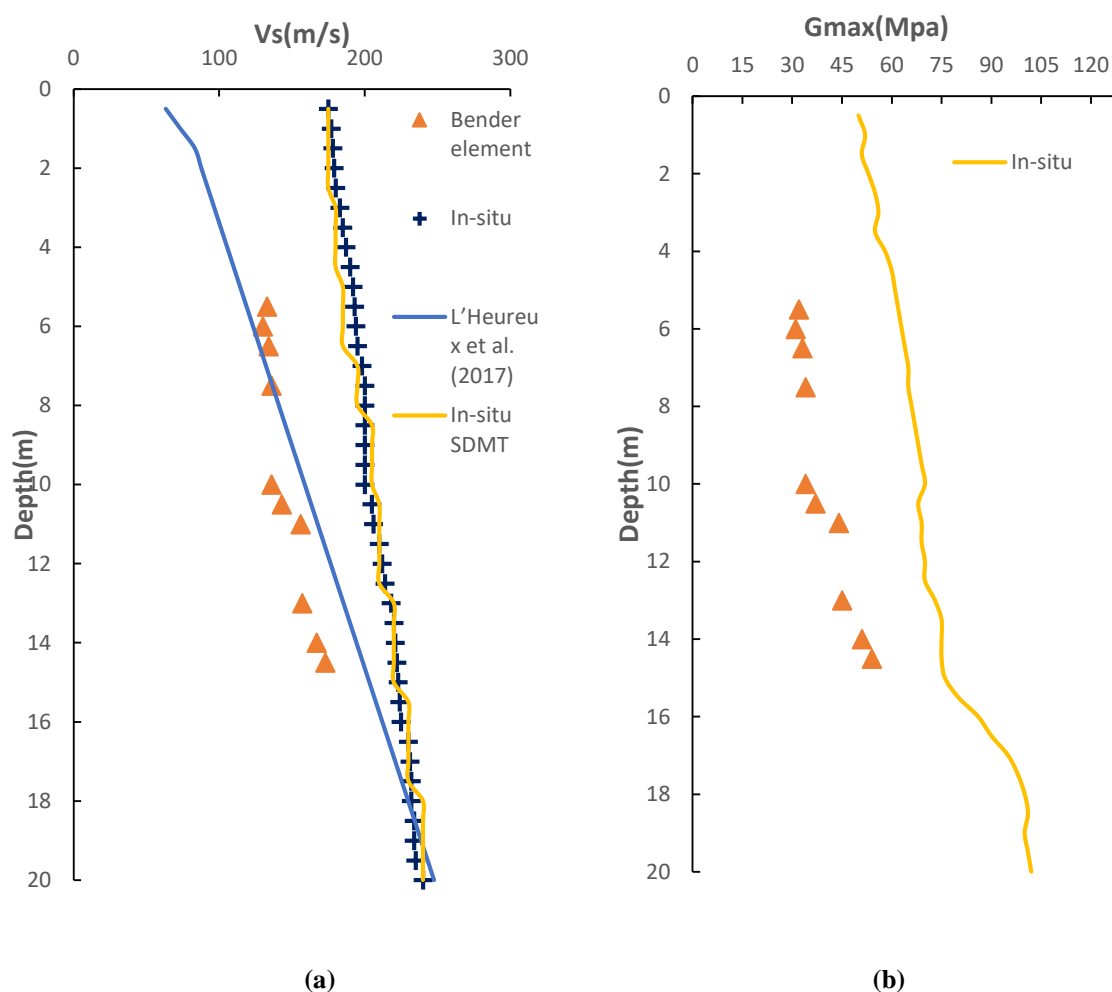 Vs(m/s)
0 100 200 300
0
2
4
6
8
10
12
14
16
18
20
Depth(m)
Bender
element
In-situ
L’Heureu
x et al.
(2017)
In-situ
SDMT
(a)
Gmax(Mpa)
0 15 30 45 60 75 90 105 120
0
2
4
6
8
10
12
14
16
18
20
Depth(m)
In-situ
(b)